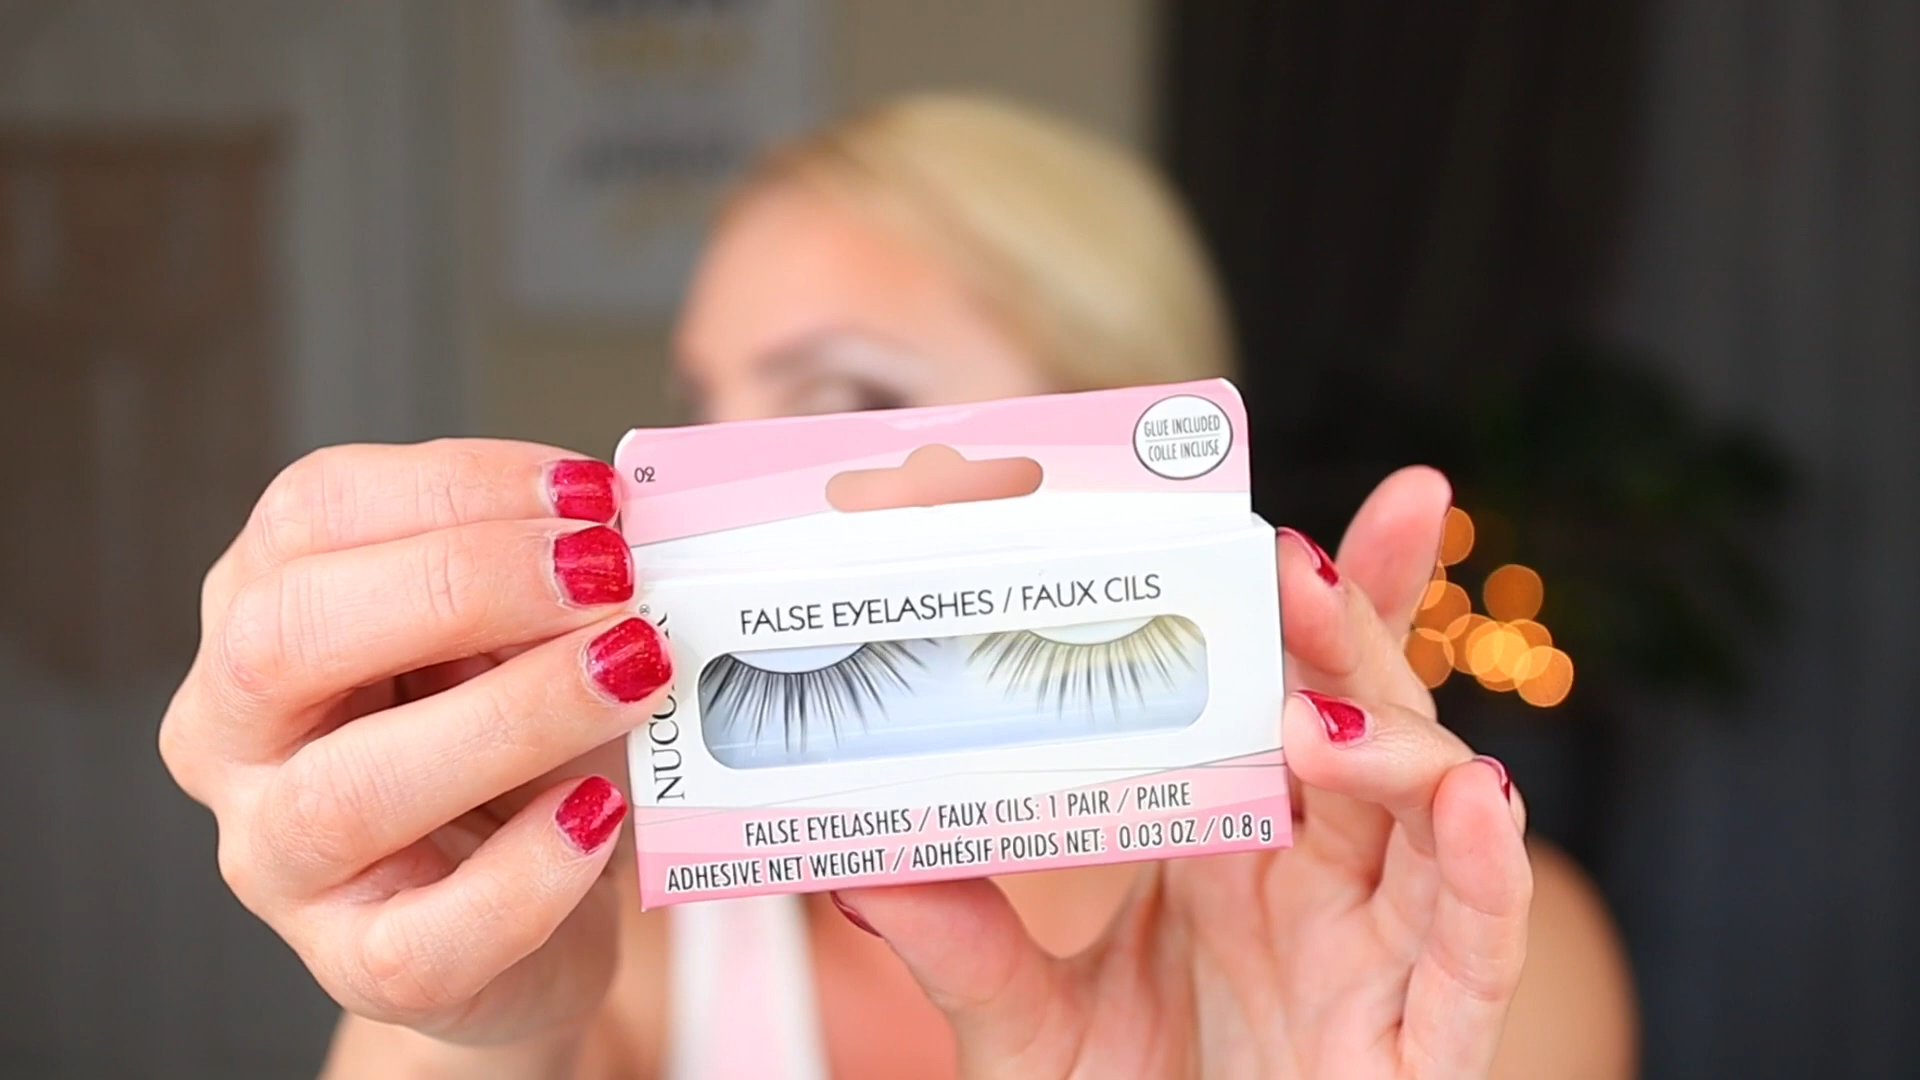 02
GLUE INCLUDED
COLLE INCLUSE
FALSE EYELASHES / FAUX CILS
FALSE EYELASHES / FAUX CILS: 1 PAIR / PAIRE
ADHESIVE NET WEIGHT / ADHÉSIF POIDS NET: 0.03 OZ / 0.8 g